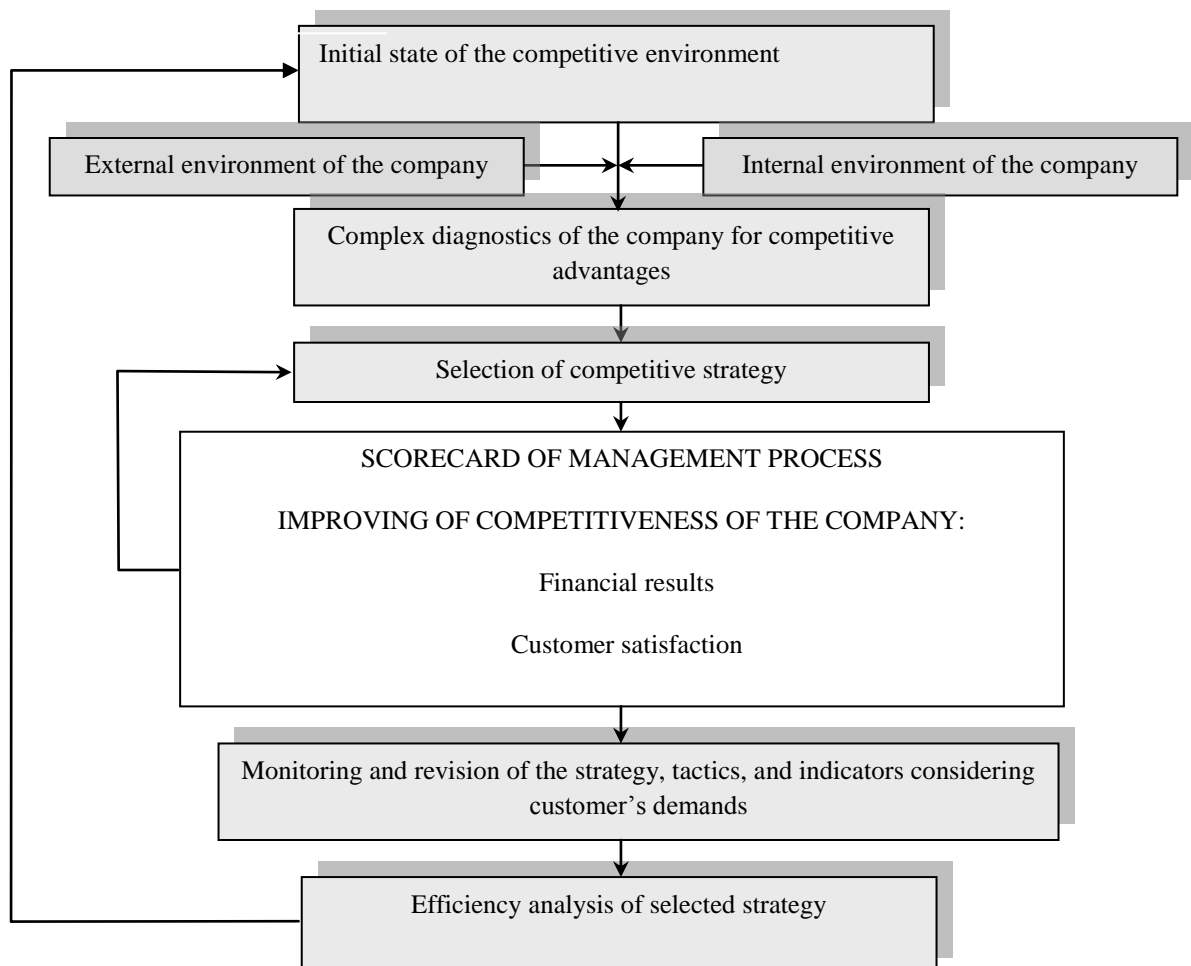 Initial state of the competitive environment
External environment of the company
Internal environment of the company
Complex diagnostics of the company for competitive
advantages
Selection of competitive strategy
SCORECARD OF MANAGEMENT PROCESS
IMPROVING OF COMPETITIVENESS OF THE COMPANY:
Financial results
Customer satisfaction
Monitoring and revision of the strategy, tactics, and indicators considering
customer’s demands
Efficiency analysis of selected strategy